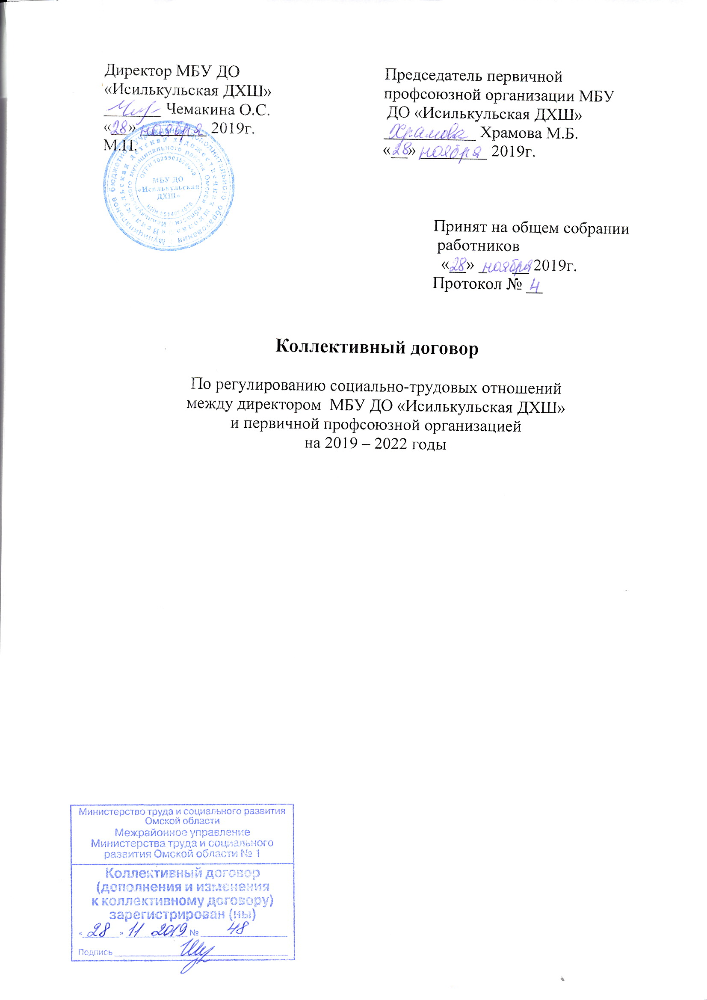 Директор МБУ ДО
«Исилькульская ДХШ»
Чемакина О.С.
«28» ноября 2019г.
М.П.
Председатель первичной
профсоюзной организации МБУ
ДО «Исилькульская ДХШ»
Храмова Храмова М.Б.
«28» ноября 2019г.
МБУ ДО
«Исилькульская
ДХШ»
Принят на общем собрании
работников
«28» ноября 2019г.
Протокол № 4
Коллективный договор
По регулированию социально-трудовых отношений
между директором МБУ ДО «Исилькульская ДХШ»
и первичной профсоюзной организацией
на 2019 – 2022 годы
Министерство труда и социального развития
Омской области
Межрайонное управление
Министерства труда и социального
развития Омской области № 1
Коллективный договор
(дополнения и изменения
к коллективному договору)
зарегистрирован (ны)
«28» 11 2019 № 48
Подпись